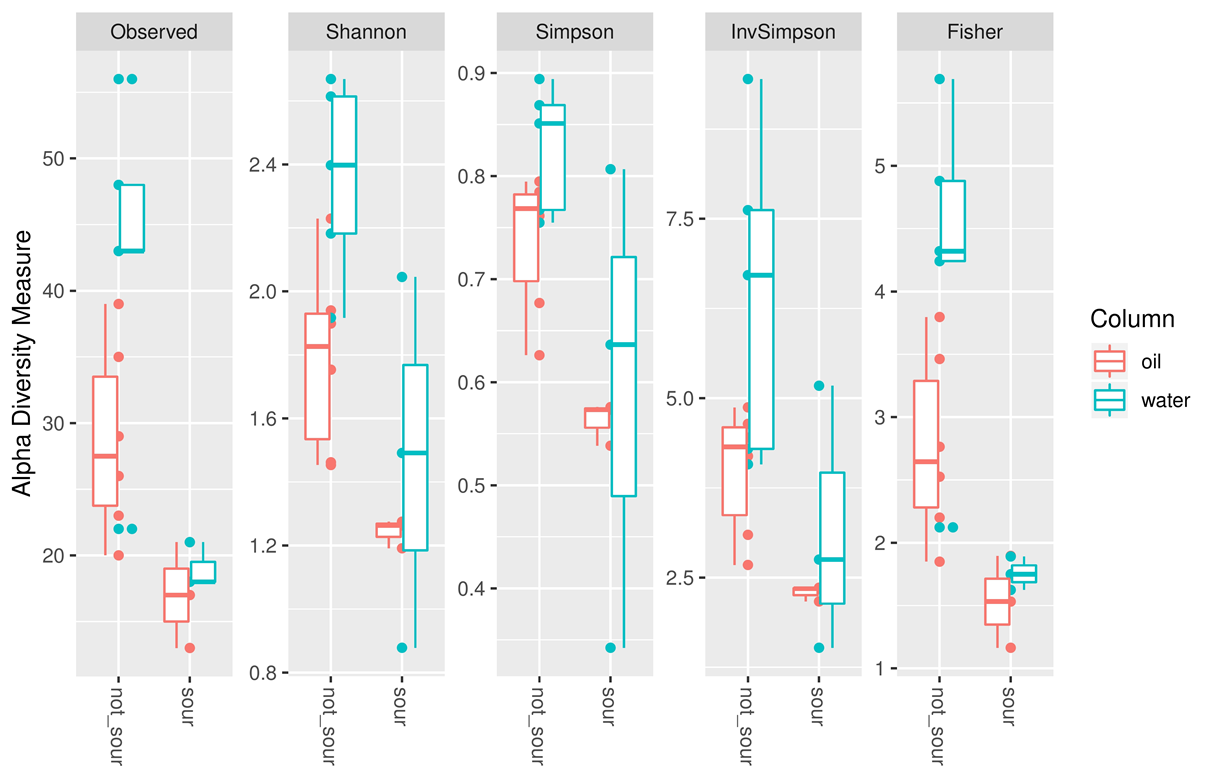 Observed
Shannon
Simpson
InvSimpson
Fisher
Alpha Diversity Measure
50
40
30
20
2.4
2.0
1.6
1.2
0.8
0.9
0.8
0.7
0.6
0.5
0.4
7.5
5.0
2.5
5
4
3
2
1
not_sour
sour
not_sour
sour
not_sour
sour
not_sour
sour
not_sour
sour
Column
oil
water